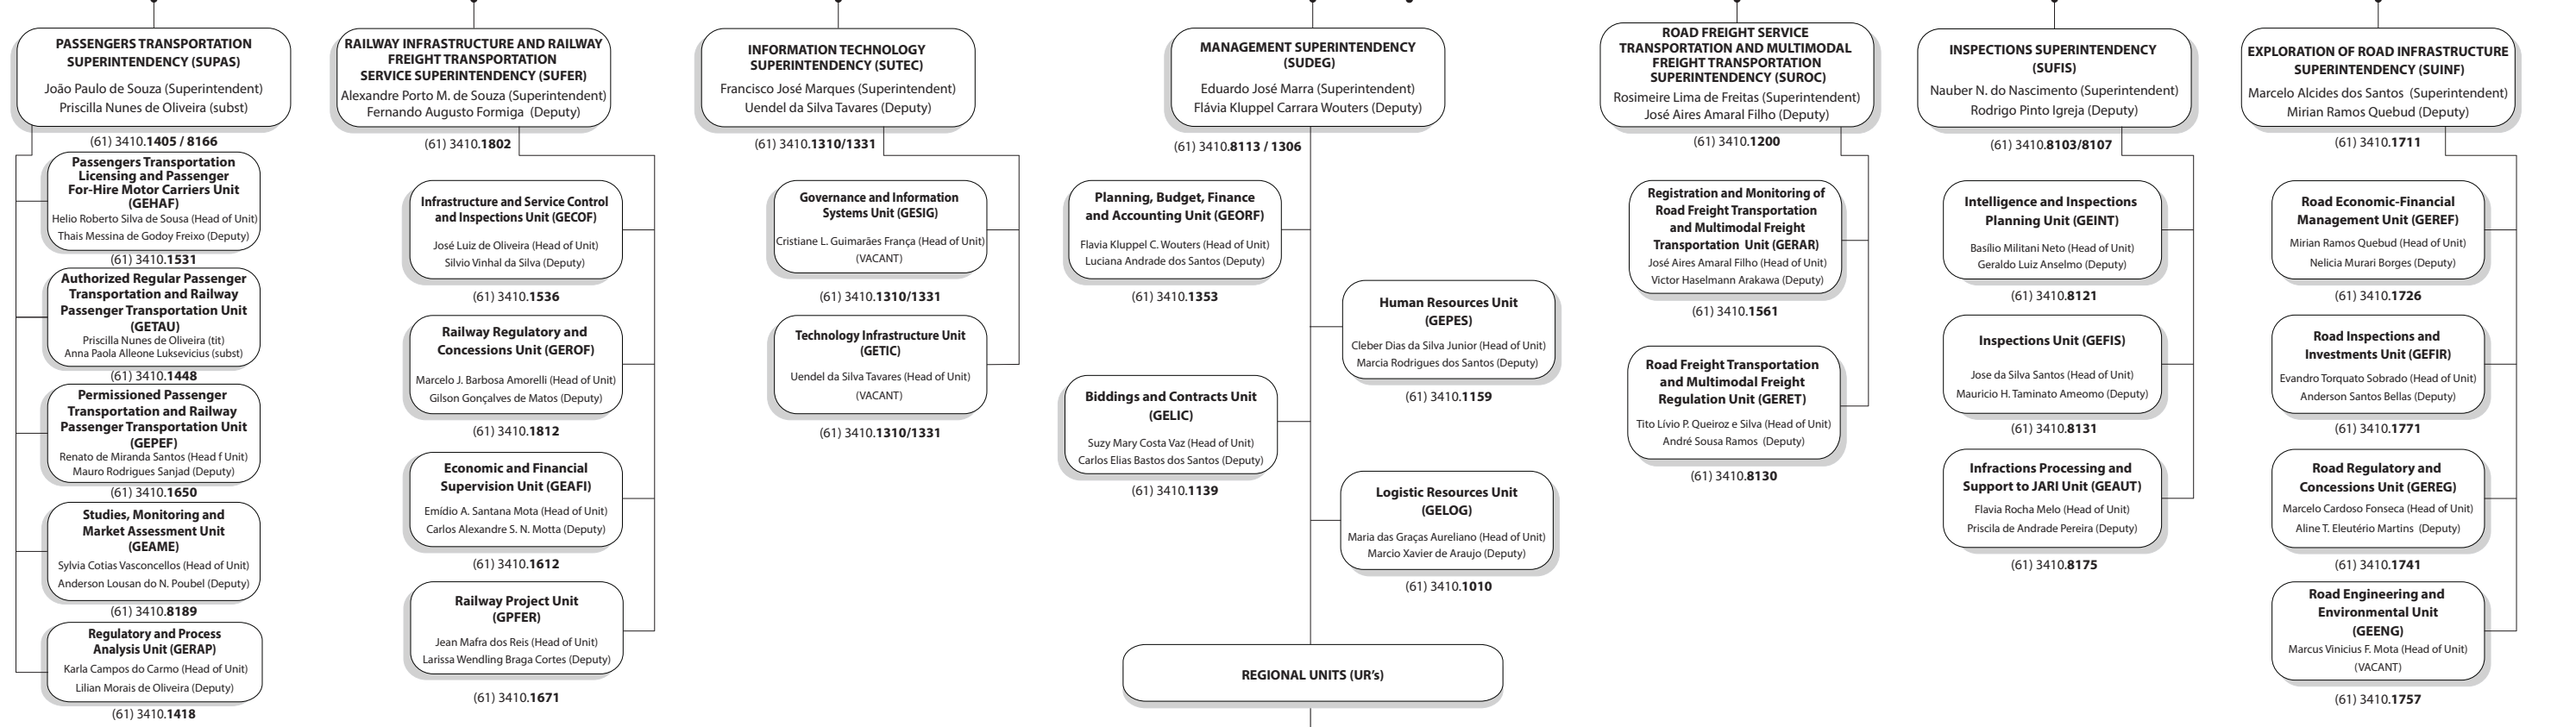 PASSENGERS TRANSPORTATION
SUPERINTENDENCY (SUPAS)
João Paulo de Souza (Superintendent)
Priscilla Nunes de Oliveira (subst)
(61) 3410.1405 / 8166
Passengers Transportation
Licensing and Passenger
For-Hire Motor Carriers Unit
(GEHAF)
Helio Roberto Silva de Sousa (Head of Unit)
Thais Messina de Godoy Freixo (Deputy)
(61) 3410.1531
Authorized Regular Passenger
Transportation and Railway
Passenger Transportation Unit
(GETAU)
Priscilla Nunes de Oliveira (tit)
Anna Paola Alleone Luksevicius (subst)
(61) 3410.1448
Permissioned Passenger
Transportation and Railway
Passenger Transportation Unit
(GEPEF)
Renato de Miranda Santos (Head f Unit)
Mauro Rodrigues Sanjad (Deputy)
(61) 3410.1650
Studies, Monitoring and
Market Assessment Unit
(GEAME)
Sylvia Cotias Vasconcellos (Head of Unit)
Anderson Lousan do N. Poubel (Deputy)
(61) 3410.8189
Regulatory and Process
Analysis Unit (GERAP)
Karla Campos do Carmo (Head of Unit)
Lilian Morais de Oliveira (Deputy)
(61) 3410.1418
RAILWAY INFRASTRUCTURE AND RAILWAY
FREIGHT TRANSPORTATION
SERVICE SUPERINTENDENCY (SUFER)
Alexandre Porto M. de Souza (Superintendent)
Fernando Augusto Formiga (Deputy)
(61) 3410.1802
Infrastructure and Service Control
and Inspections Unit (GECOF)
José Luiz de Oliveira (Head of Unit)
Silvio Vinhal da Silva (Deputy)
(61) 3410.1536
Railway Regulatory and
Concessions Unit (GEROF)
Marcelo J. Barbosa Amorelli (Head of Unit)
Gilson Gonçalves de Matos (Deputy)
(61) 3410.1812
Economic and Financial
Supervision Unit (GEAFI)
Emídio A. Santana Mota (Head of Unit)
Carlos Alexandre S. N. Motta (Deputy)
(61) 3410.1612
Railway Project Unit
(GPFER)
Jean Mafra dos Reis (Head of Unit)
Larissa Wendling Braga Cortes (Deputy)
(61) 3410.1671
INFORMATION TECHNOLOGY
SUPERINTENDENCY (SUTEC)
Francisco José Marques (Superintendent)
Uendel da Silva Tavares (Deputy)
(61) 3410.1310/1331
Governance and Information
Systems Unit (GESIG)
Cristiane L. Guimarães França (Head of Unit)
(VACANT)
(61) 3410.1310/1331
Technology Infrastructure Unit
(GETIC)
Uendel da Silva Tavares (Head of Unit)
(VACANT)
(61) 3410.1310/1331
MANAGEMENT SUPERINTENDENCY
(SUDEG)
Eduardo José Marra (Superintendent)
Flávia Kluppel Carrara Wouters (Deputy)
(61) 3410.8113 / 1306
Planning, Budget, Finance
and Accounting Unit (GEORF)
Flavia Kluppel C. Wouters (Head of Unit)
Luciana Andrade dos Santos (Deputy)
(61) 3410.1353
Human Resources Unit
(GEPES)
Cleber Dias da Silva Junior (Head of Unit)
Marcia Rodrigues dos Santos (Deputy)
(61) 3410.1159
Biddings and Contracts Unit
(GELIC)
Suzy Mary Costa Vaz (Head of Unit)
Carlos Elias Bastos dos Santos (Deputy)
(61) 3410.1139
Logistic Resources Unit
(GELOG)
Maria das Graças Aureliano (Head of Unit)
Marcio Xavier de Araujo (Deputy)
(61) 3410.1010
REGIONAL UNITS (UR's)
ROAD FREIGHT SERVICE
TRANSPORTATION AND MULTIMODAL
FREIGHT TRANSPORTATION
SUPERINTENDENCY (SUROC)
Rosimeire Lima de Freitas (Superintendent)
José Aires Amaral Filho (Deputy)
(61) 3410.1200
Registration and Monitoring of
Road Freight Transportation
and Multimodal Freight
Transportation Unit (GERAR)
José Aires Amaral Filho (Head of Unit)
Victor Haselmann Arakawa (Deputy)
(61) 3410.1561
Road Freight Transportation
and Multimodal Freight
Regulation Unit (GERET)
Tito Lívio P. Queiroz e Silva (Head of Unit)
André Sousa Ramos (Deputy)
(61) 3410.8130
INSPECTIONS SUPERINTENDENCY
(SUFIS)
Nauber N. do Nascimento (Superintendent)
Rodrigo Pinto Igreja (Deputy)
(61) 3410.8103/8107
Intelligence and Inspections
Planning Unit (GEINT)
Basílio Militani Neto (Head of Unit)
Geraldo Luiz Anselmo (Deputy)
(61) 3410.8121
Inspections Unit (GEFIS)
Jose da Silva Santos (Head of Unit)
Mauricio H. Taminato Ameomo (Deputy)
(61) 3410.8131
Infractions Processing and
Support to JARI Unit (GEAUT)
Flavia Rocha Melo (Head of Unit)
Priscila de Andrade Pereira (Deputy)
(61) 3410.8175
EXPLORATION OF ROAD INFRASTRUCTURE
SUPERINTENDENCY (SUINF)
Marcelo Alcides dos Santos (Superintendent)
Mirian Ramos Quebud (Deputy)
(61) 3410.1711
Road Economic-Financial
Management Unit (GEREF)
Mirian Ramos Quebud (Head of Unit)
Nelicia Murari Borges (Deputy)
(61) 3410.1726
Road Inspections and
Investments Unit (GEFIR)
Evandro Torquato Sobrado (Head of Unit)
Anderson Santos Bellas (Deputy)
(61) 3410.1771
Road Regulatory and
Concessions Unit (GEREG)
Marcelo Cardoso Fonseca (Head of Unit)
Aline T. Eleutério Martins (Deputy)
(61) 3410.1741
Road Engineering and
Environmental Unit
(GEENG)
Marcus Vinicius F. Mota (Head of Unit)
(VACANT)
(61) 3410.1757